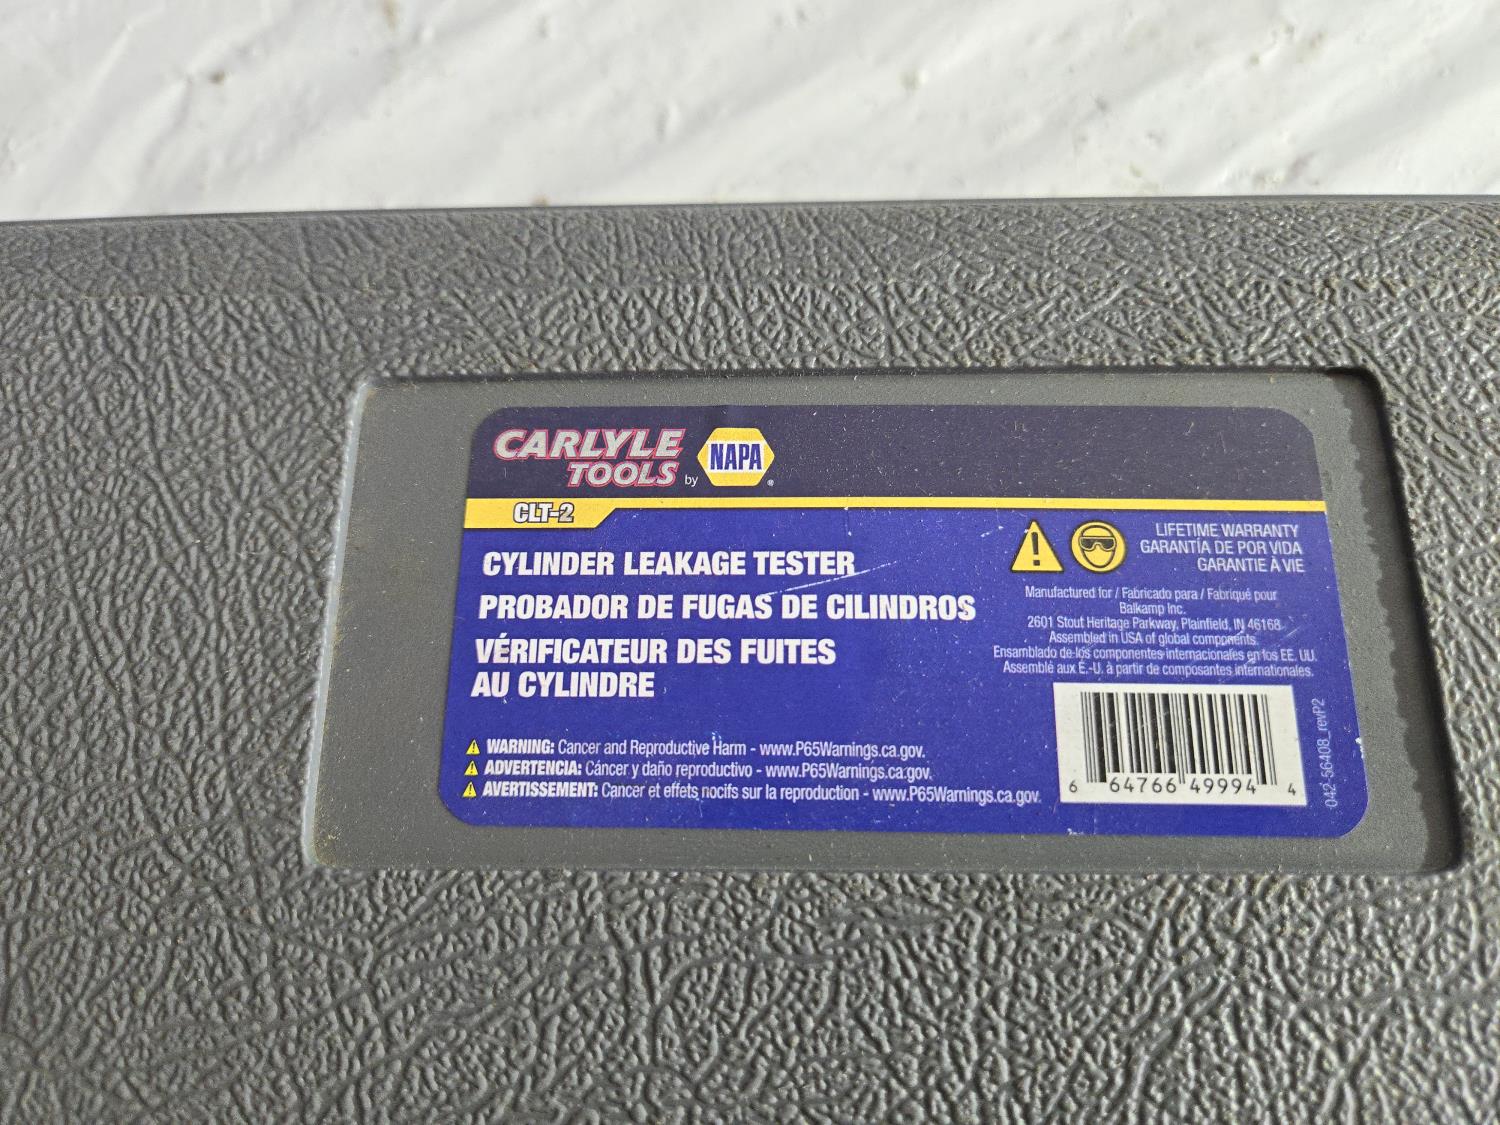 CARLYLE
TOOLS by NAPA ®
CLT-2
CYLINDER LEAKAGE TESTER
PROBADOR DE FUGAS DE CILINDROS
VÉRIFICATEUR DES FUITES
AU CYLINDRE
WARNING: Cancer and Reproductive Harm - www.P65Warnings.ca.gov.
ADVERTENCIA: Cáncer y daño reproductivo - www.P65Warnings.ca.gov.
AVERTISSEMENT: Cancer et effets nocifs sur la reproduction - www.P65Warnings.ca.gov.
LIFETIME WARRANTY
GARANTÍA DE POR VIDA
GARANTIE À VIE
Manufactured for / Fabricado para / Fabriqué pour
Balkamp Inc.
2601 Stout Heritage Parkway, Plainfield, IN 46168
Assembled in USA of global components.
Ensamblado de los componentes internacionales en los EE. UU.
Assemblé aux É.-U. à partir de composantes internationales.
6 64766 49994 4
042-56408_revP2